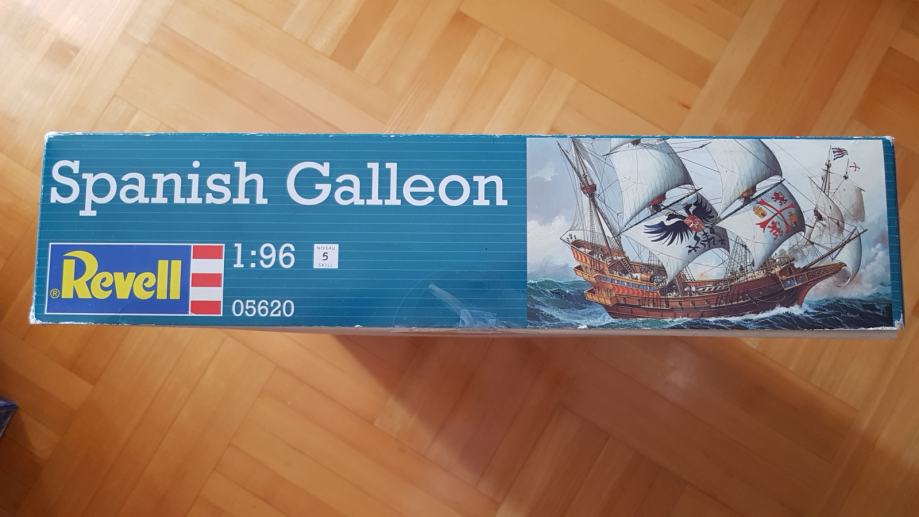 Spanish Galleon
® Revell
1:96
NIVEAU
5
SKILL
05620